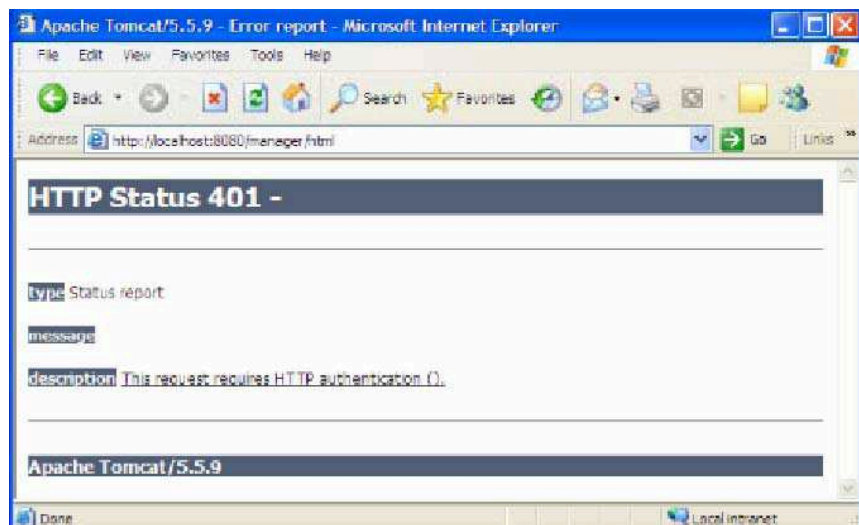 Apache Tomcat/5.5.9 - Error report - Microsoft Internet Explorer
File Edit View Favorites Tools Help
Back Search Favorites
Address http://localhost:8080/manager/html Go Links
HTTP Status 401 -
type Status report
message
description This request requires HTTP authentication ().
Apache Tomcat/5.5.9
Done Local intranet